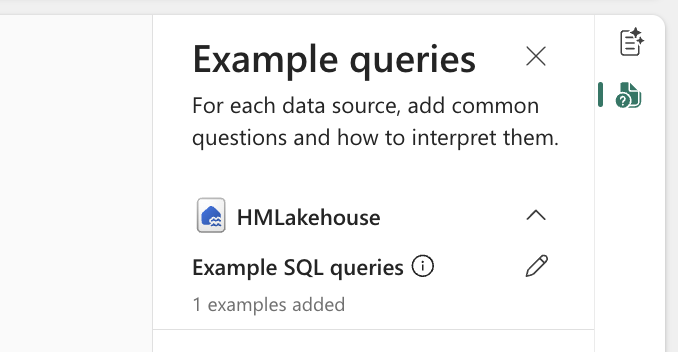 Example queries
For each data source, add common
questions and how to interpret them.
HMLakehouse
Example SQL queries
1 examples added